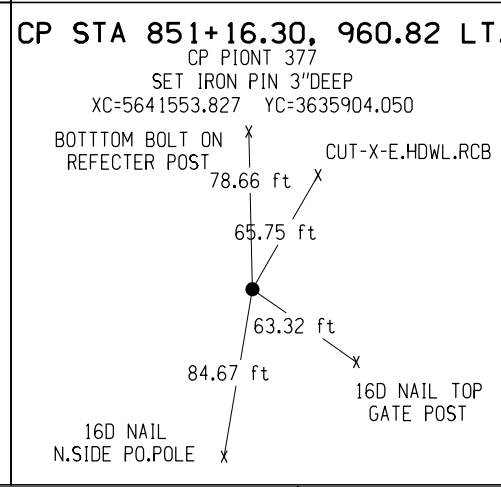 CP STA 851+16.30, 960.82 LT.
CP PIONT 377
SET IRON PIN 3"DEEP
XC=5641553.827 YC=3635904.050
BOTTTOM BOLT ON
REFECTER POST
CUT-X-E.HDWL.RCB
78.66 ft
65.75 ft
63.32 ft
84.67 ft
16D NAIL TOP
GATE POST
16D NAIL
N.SIDE PO.POLE